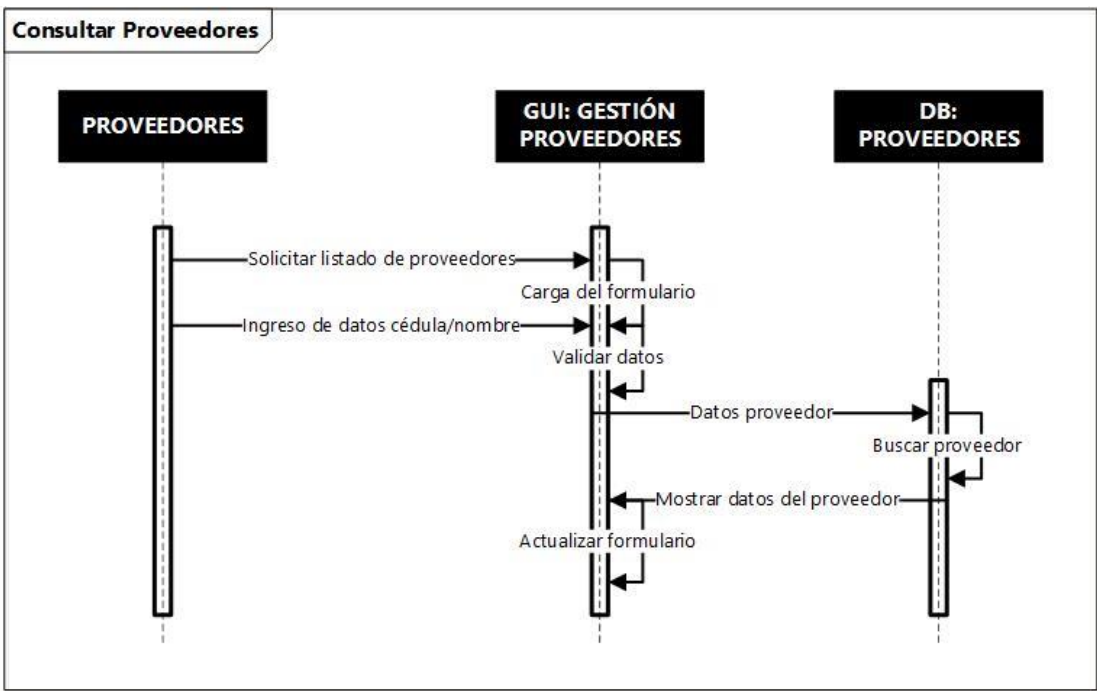 Consultar Proveedores
PROVEEDORES
GUI: GESTIÓN
PROVEEDORES
DB:
PROVEEDORES
Solicitar listado de proveedores
Carga del formulario
Ingreso de datos cédula/nombre
Validar datos
Datos proveedor
Buscar proveedor
Mostrar datos del proveedor
Actualizar formulario